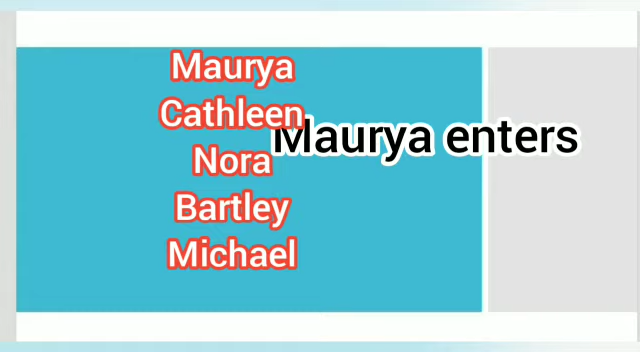 Maurya
Cathleen
Maurya enters
Nora
Bartley
Michael